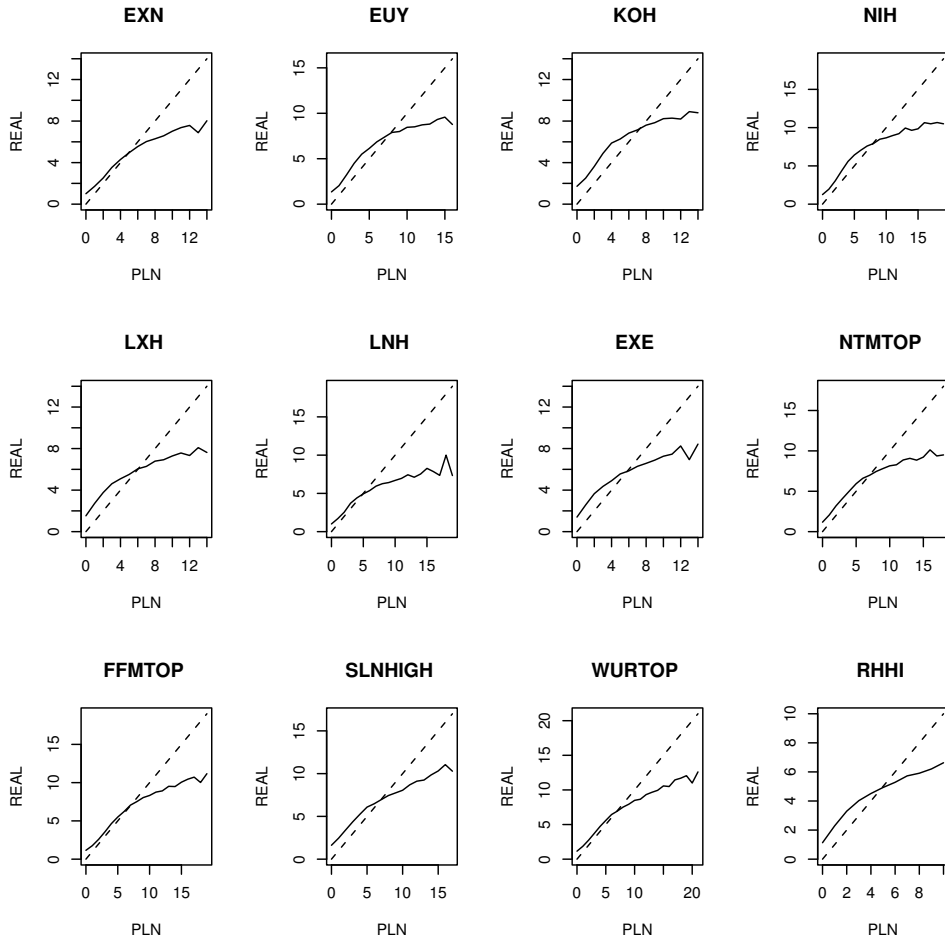 EXN EUY KOH NIH
REAL 0 4 8 12 REAL 0 5 10 15 REAL 0 4 8 12 REAL 0 5 10 15
0 4 8 12 0 5 10 15 0 4 8 12 0 5 10 15
PLN PLN PLN PLN
LXH LNH EXE NTMTOP
REAL 0 4 8 12 REAL 0 5 10 15 REAL 0 4 8 12 REAL 0 5 10 15
0 4 8 12 0 5 10 15 0 4 8 12 0 5 10 15
PLN PLN PLN PLN
FFMTOP SLNHIGH WURTOP RHHI
REAL 0 5 10 15 REAL 0 5 10 15 REAL 0 5 10 15 20 REAL 0 2 4 6 8 10
0 5 10 15 0 5 10 15 0 5 10 20 0 2 4 6 8
PLN PLN PLN PLN